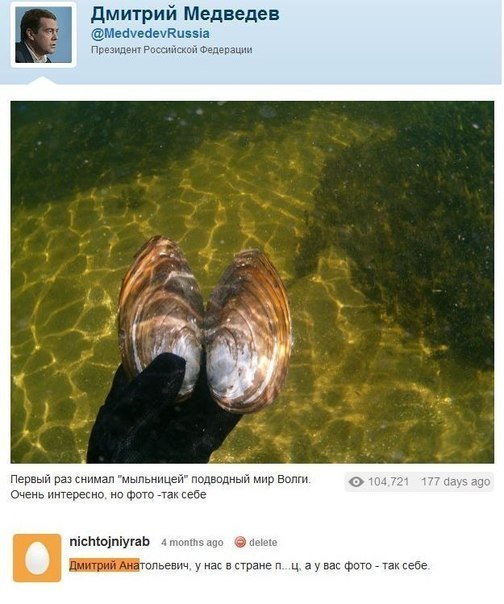 Дмитрий Медведев
@MedvedevRussia
Президент Российской Федерации
Первый раз снимал "мыльницей" подводный мир Волги.
Очень интересно, но фото -так себе
104,721 177 days ago
nichtojniyrab 4 months ago delete
Дмитрий Анатольевич, у нас в стране п...ц, а у вас фото - так себе.